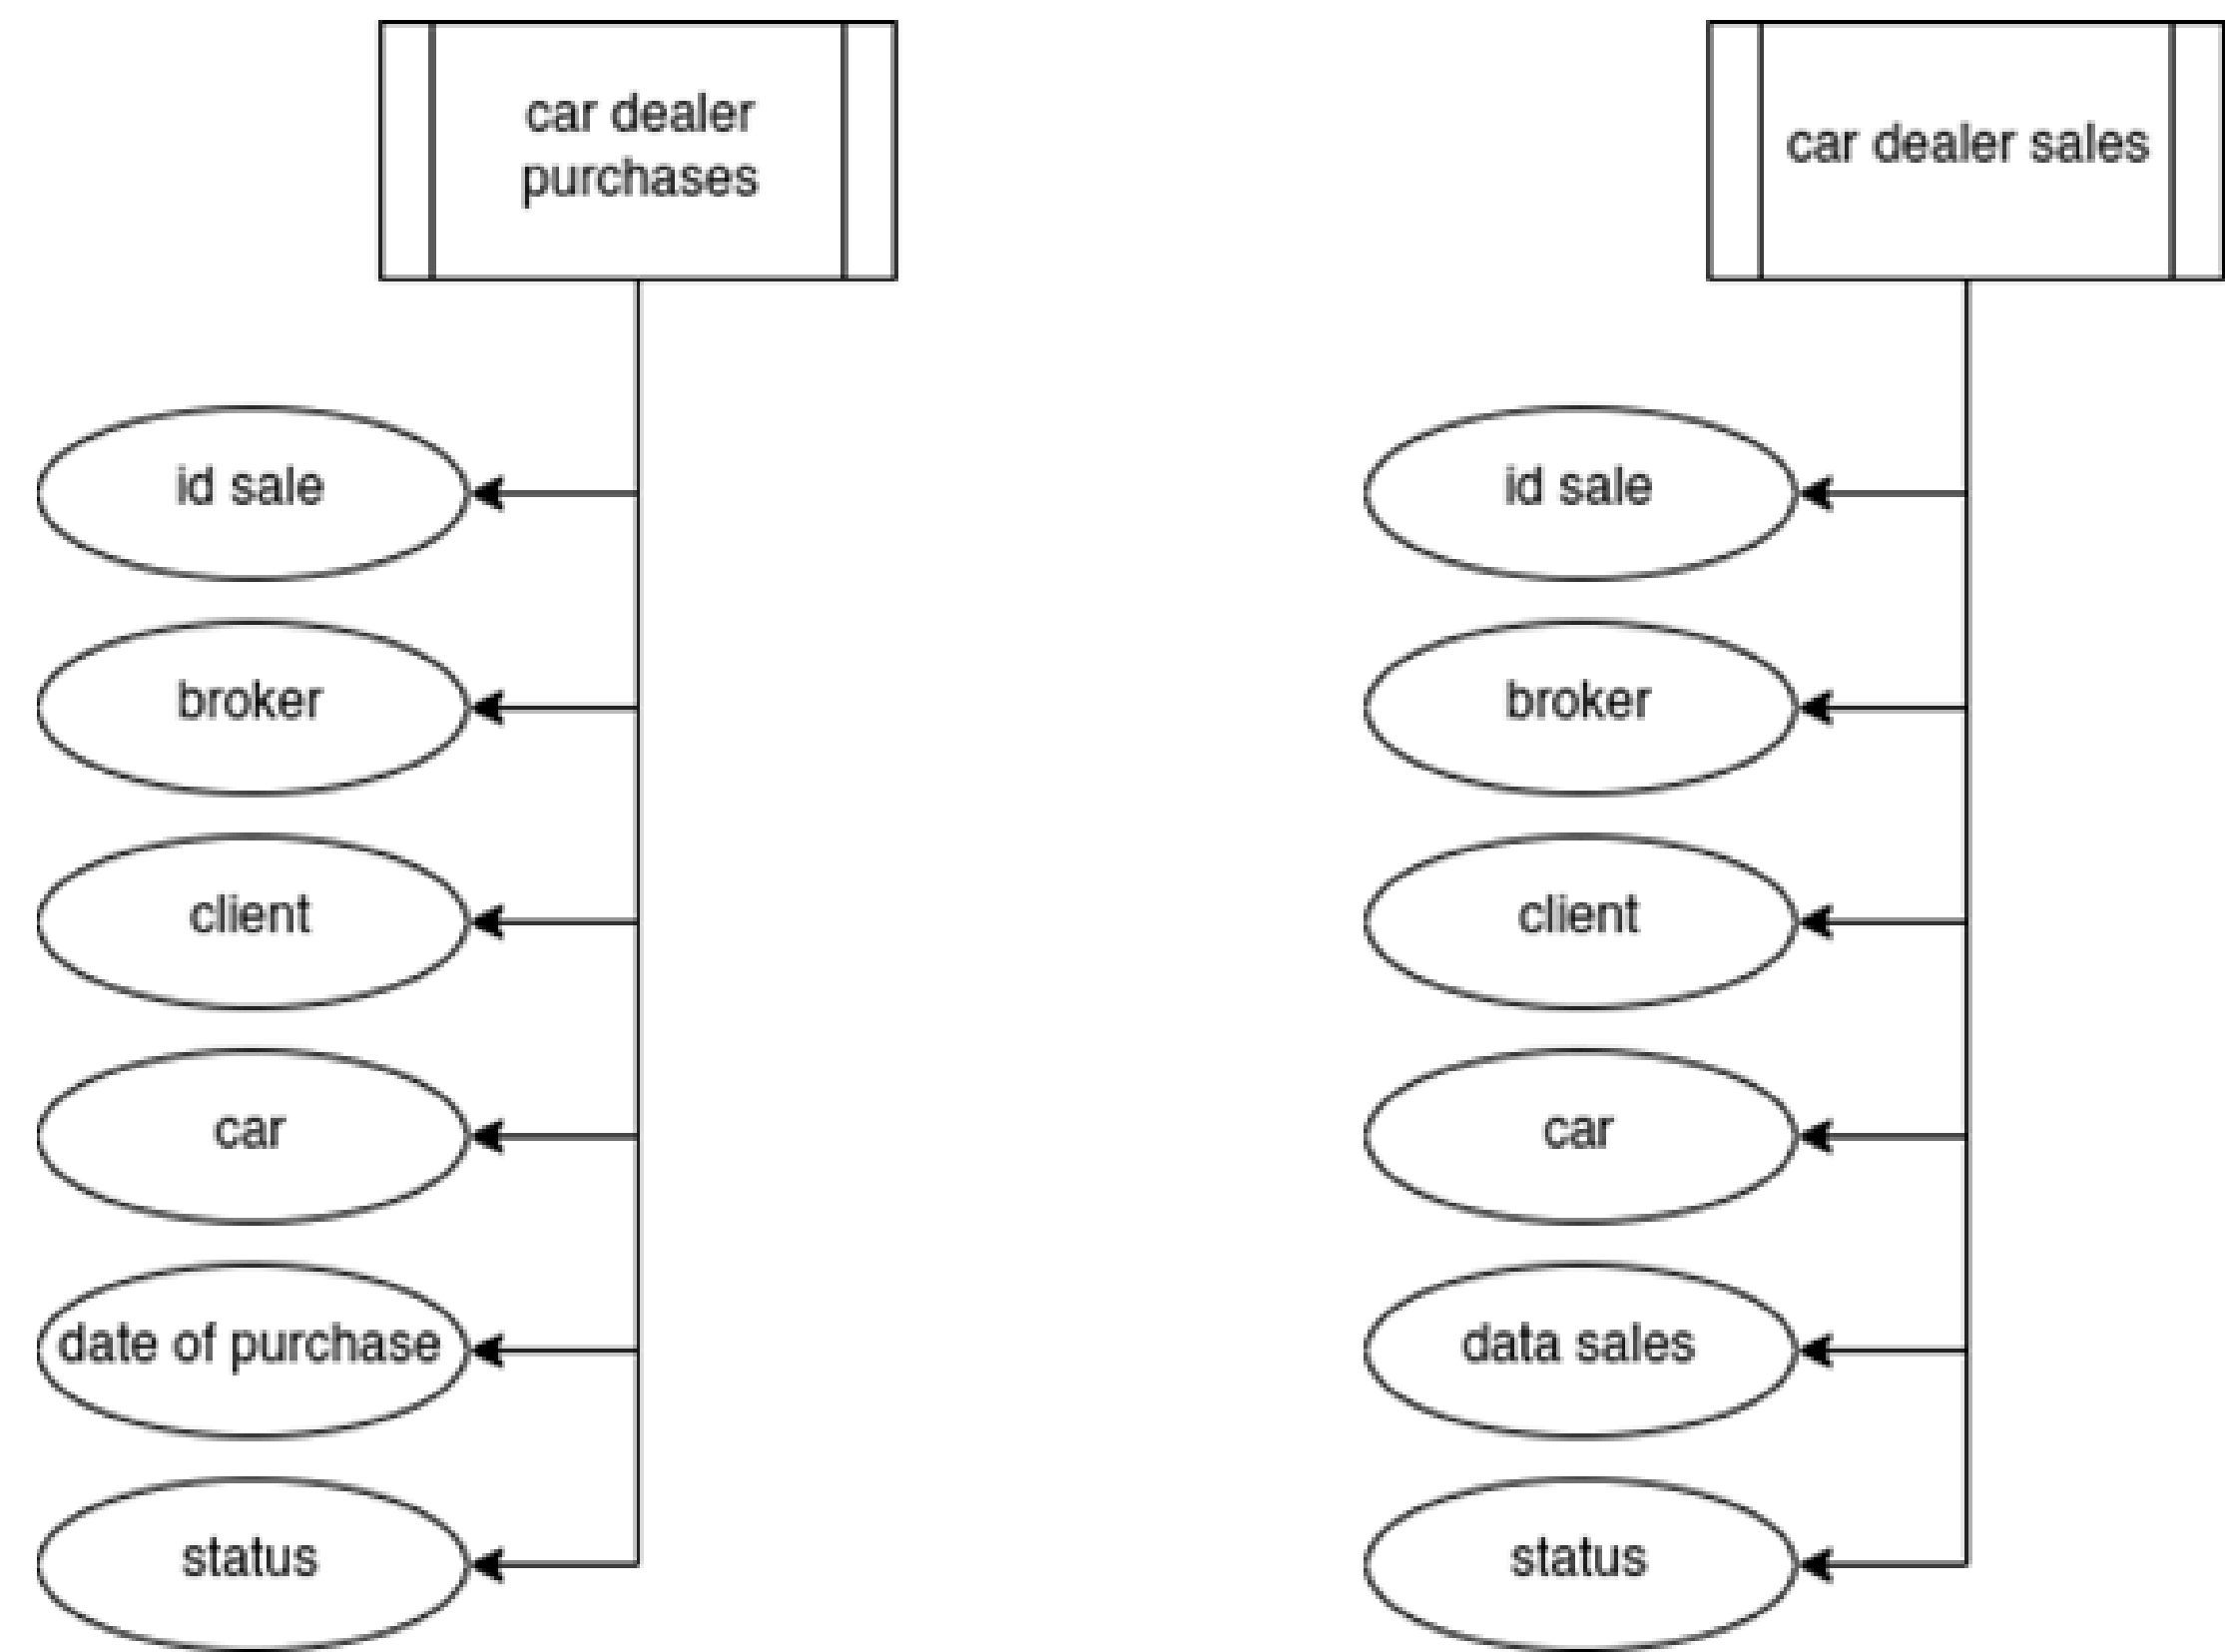 car dealer
purchases
id sale
broker
client
car
date of purchase
status
car dealer sales
id sale
broker
client
car
data sales
status